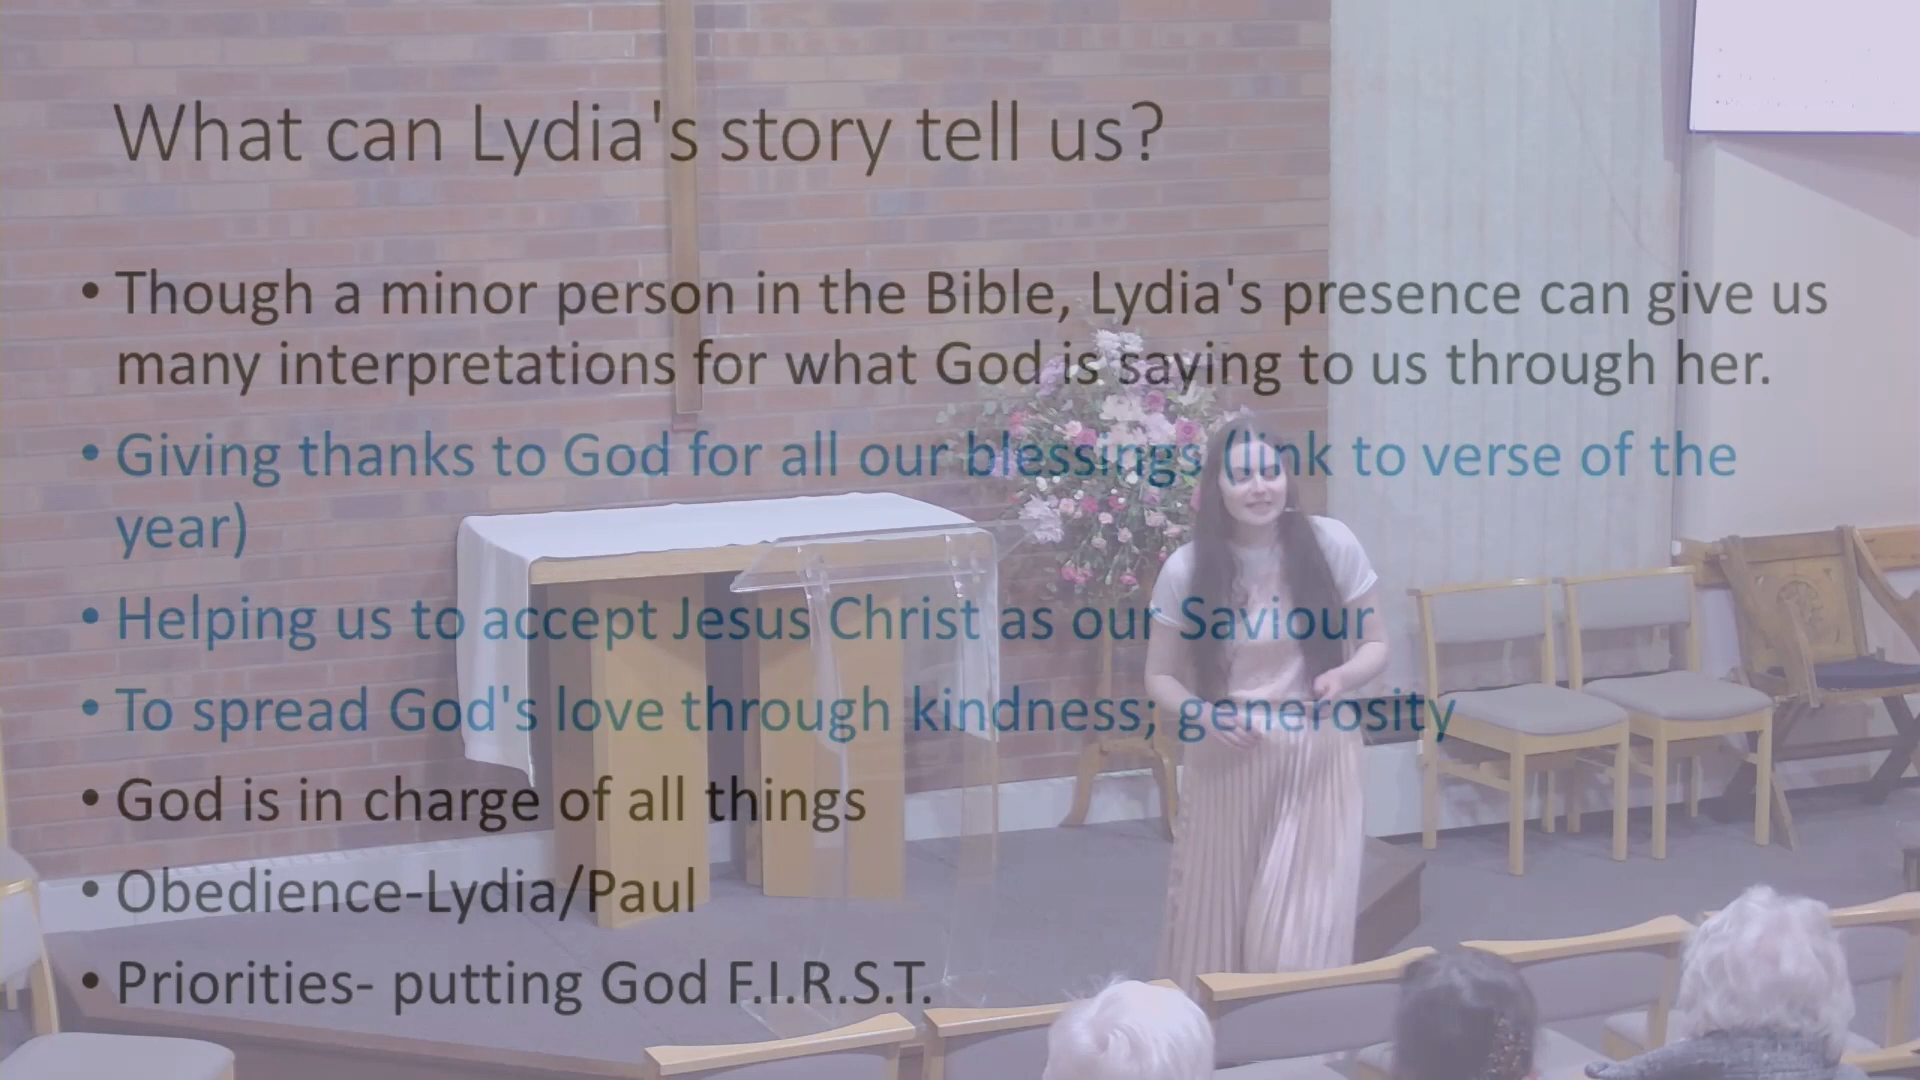 What can Lydia's story tell us?
• Though a minor person in the Bible, Lydia's presence can give us
many interpretations for what God is saying to us through her.
• Giving thanks to God for all our blessings (link to verse of the
year)
• Helping us to accept Jesus Christ as our Saviour
• To spread God's love through kindness; generosity
• God is in charge of all things
• Obedience-Lydia/Paul
• Priorities- putting God F.I.R.S.T.